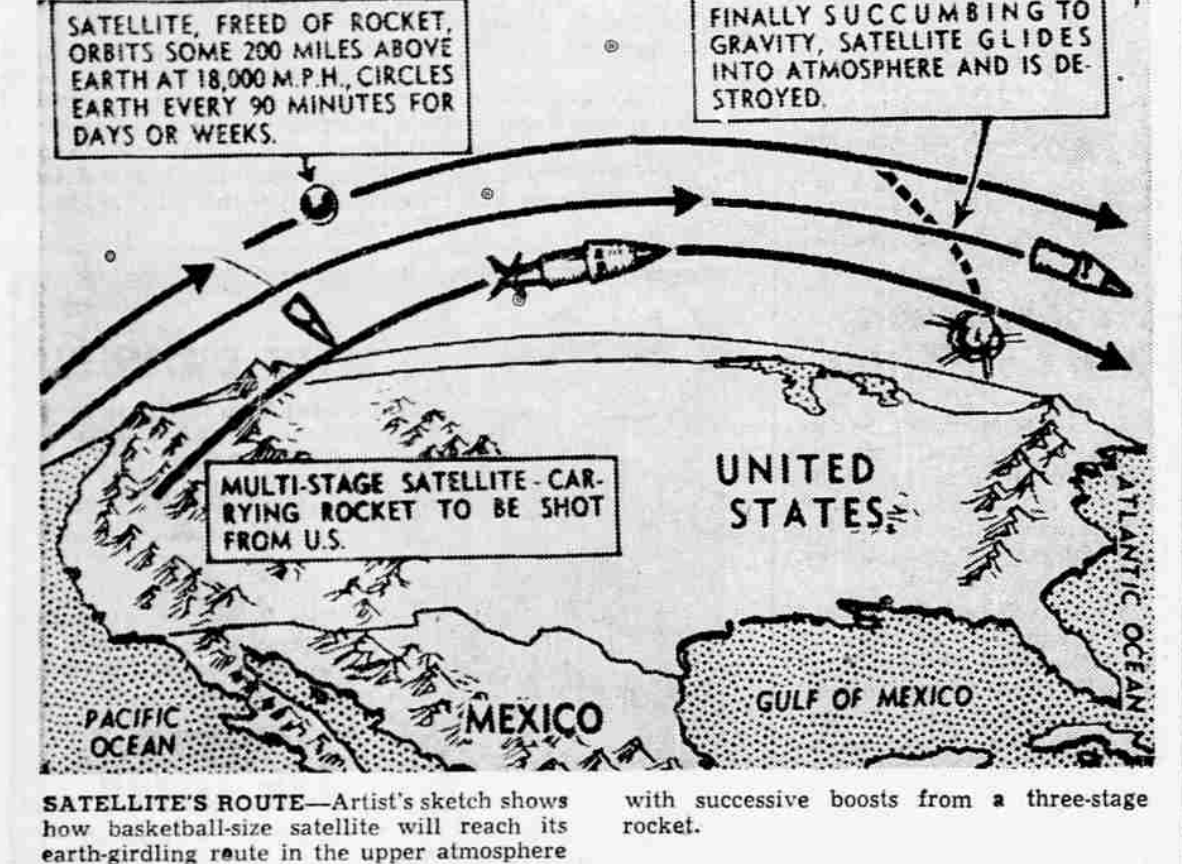 SATELLITE, FREED OF ROCKET,
ORBITS SOME 200 MILES ABOVE
EARTH AT 18,000 M.P.H., CIRCLES
EARTH EVERY 90 MINUTES FOR
DAYS OR WEEKS.
FINALLY SUCCUMBING TO
GRAVITY, SATELLITE GLIDES
INTO ATMOSPHERE AND IS DE-
STROYED.
MULTI-STAGE SATELLITE-CAR-
RYING ROCKET TO BE SHOT
FROM U.S.
UNITED
STATES
ATLANTIC OCEAN
GULF OF MEXICO
MEXICO
PACIFIC
OCEAN
SATELLITE'S ROUTE—Artist's sketch shows
how basketball-size satellite will reach its
earth-girdling route in the upper atmosphere
with successive boosts from a three-stage
rocket.